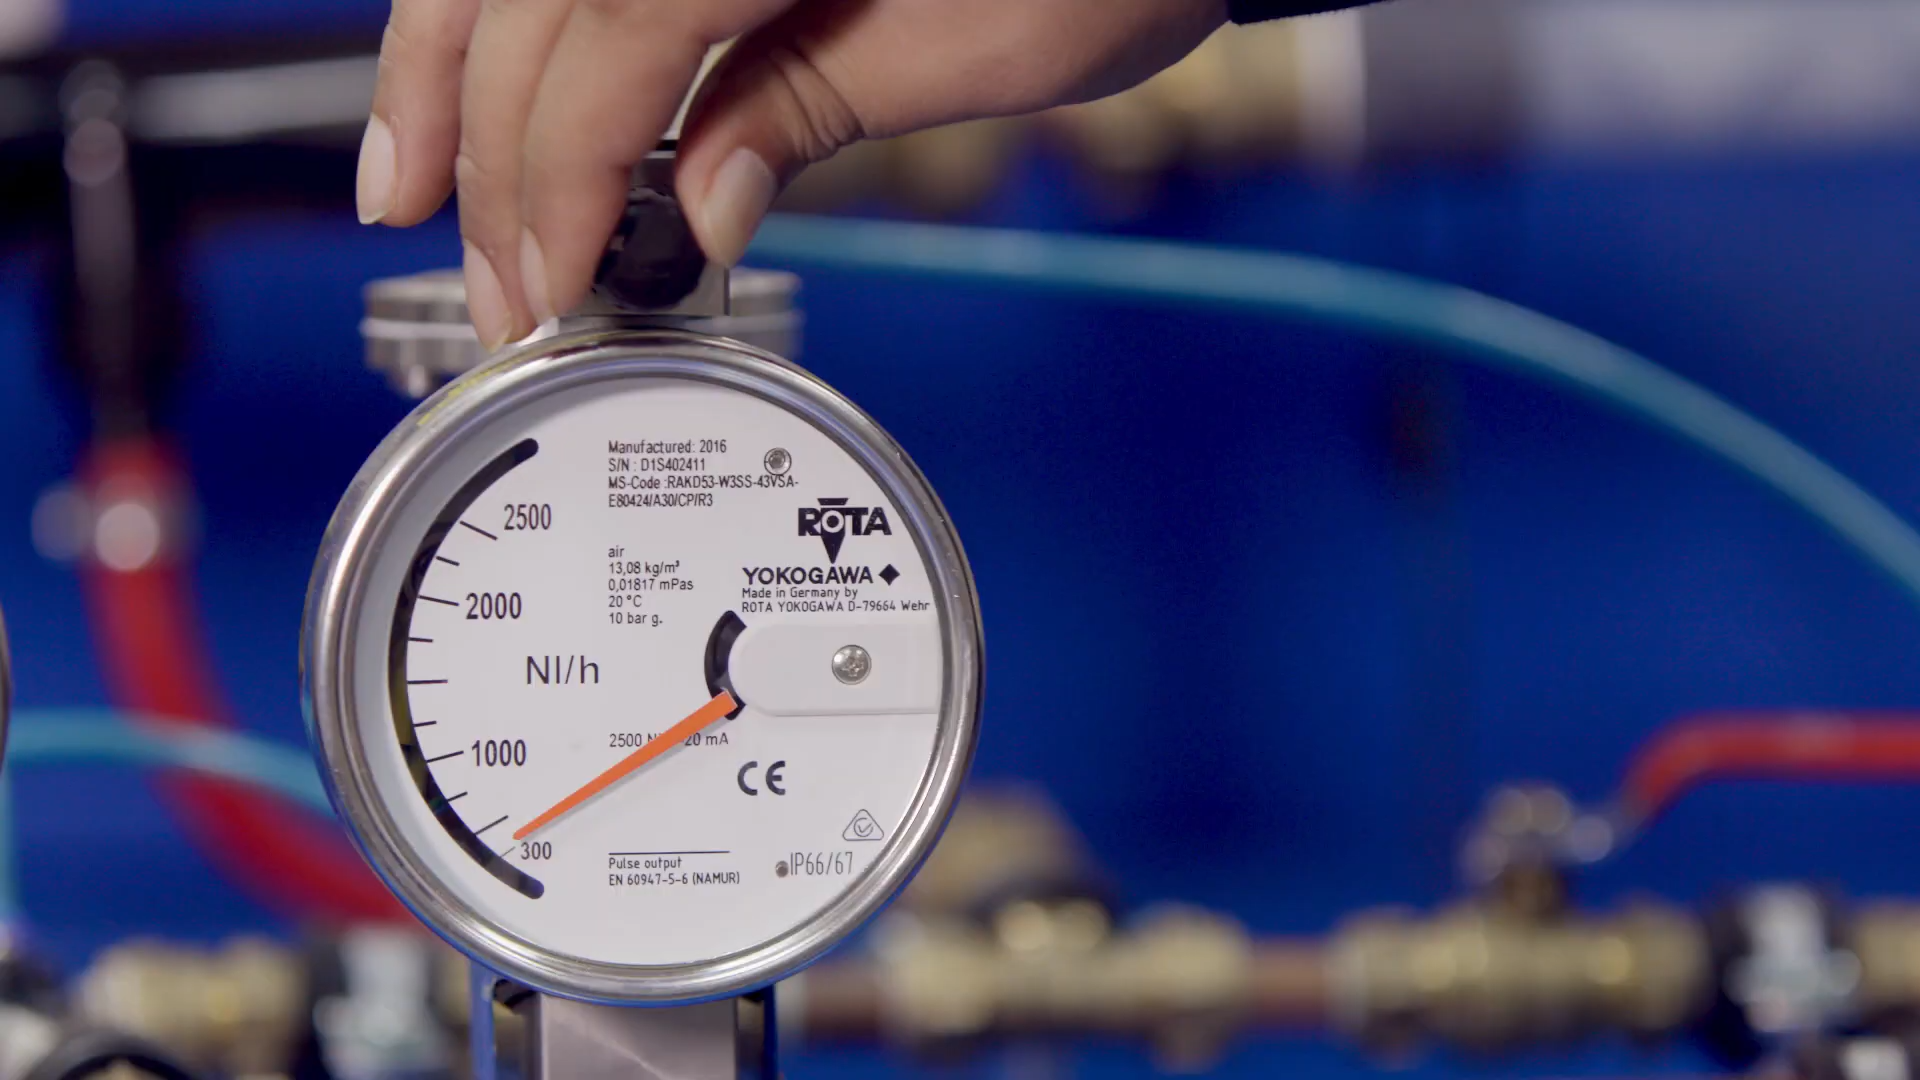 Manufactured: 2016
S/N : D1S402411
MS-Code :RAKD53-W3SS-43VSA-
E80424/A30/CP/R3
ROTA
YOKOGAWA
Made in Germany by
ROTA YOKOGAWA D-79664 Wehr
air
13,08 kg/m³
0,01817 mPas
20 °C
10 bar g.
2500
2000
Nl/h
1000
300
2500 20 mA
CE
Pulse output
EN 60947-5-6 (NAMUR)
IP66/67